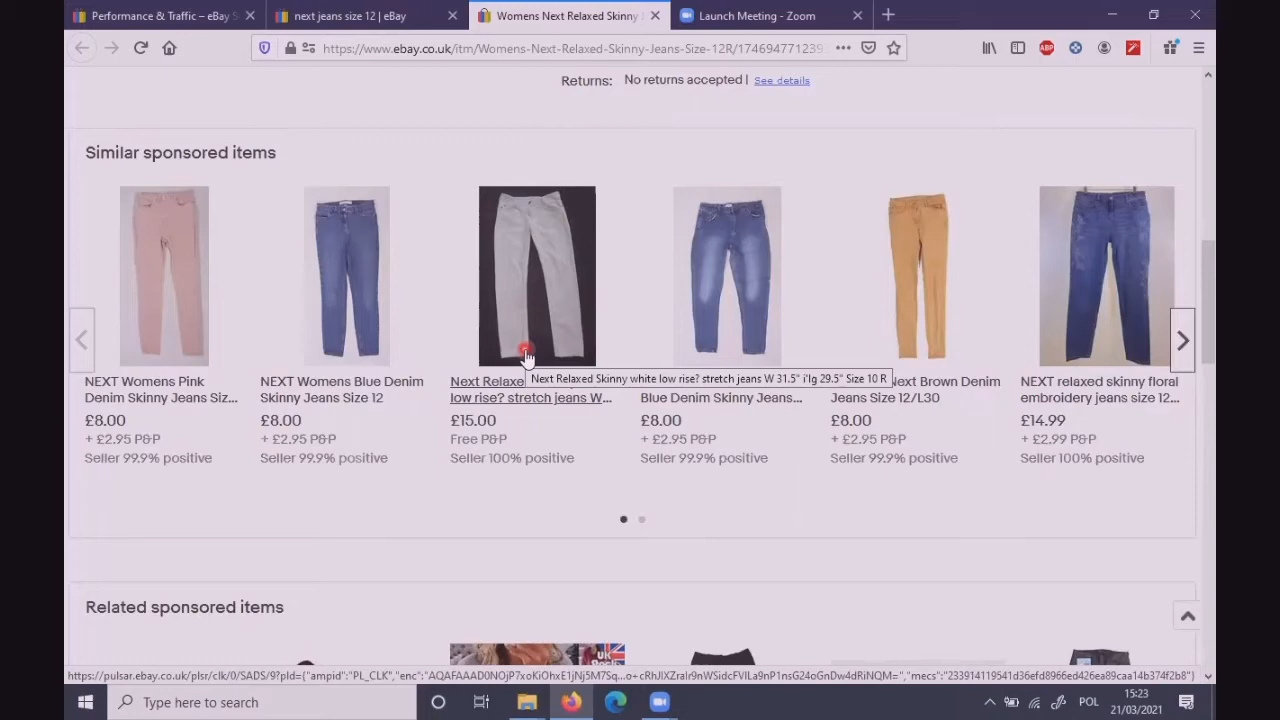 Performance & Traffic – eBay S
next jeans size 12 | eBay
Womens Next Relaxed Skinny J
Launch Meeting - Zoom
https://www.ebay.co.uk/itm/Womens-Next-Relaxed-Skinny-Jeans-Size-12R/174694771239
ABP
Returns: No returns accepted | See details
Similar sponsored items
NEXT Womens Pink
Denim Skinny Jeans Siz...
£8.00
+ £2.95 P&P
Seller 99.9% positive
NEXT Womens Blue Denim
Skinny Jeans Size 12
£8.00
+ £2.95 P&P
Seller 99.9% positive
Next Relaxe
low rise? stretch jeans W...
£15.00
Free P&P
Seller 100% positive
Next Relaxed Skinny white low rise? stretch jeans W 31.5" i'lg 29.5" Size 10 R
Blue Denim Skinny Jeans...
£8.00
+ £2.95 P&P
Seller 99.9% positive
Next Brown Denim
Jeans Size 12/L30
£8.00
+ £2.95 P&P
Seller 99.9% positive
NEXT relaxed skinny floral
embroidery jeans size 12...
£14.99
+ £2.99 P&P
Seller 100% positive
Related sponsored items
UK
Type here to search
POL
15:23
21/03/2021